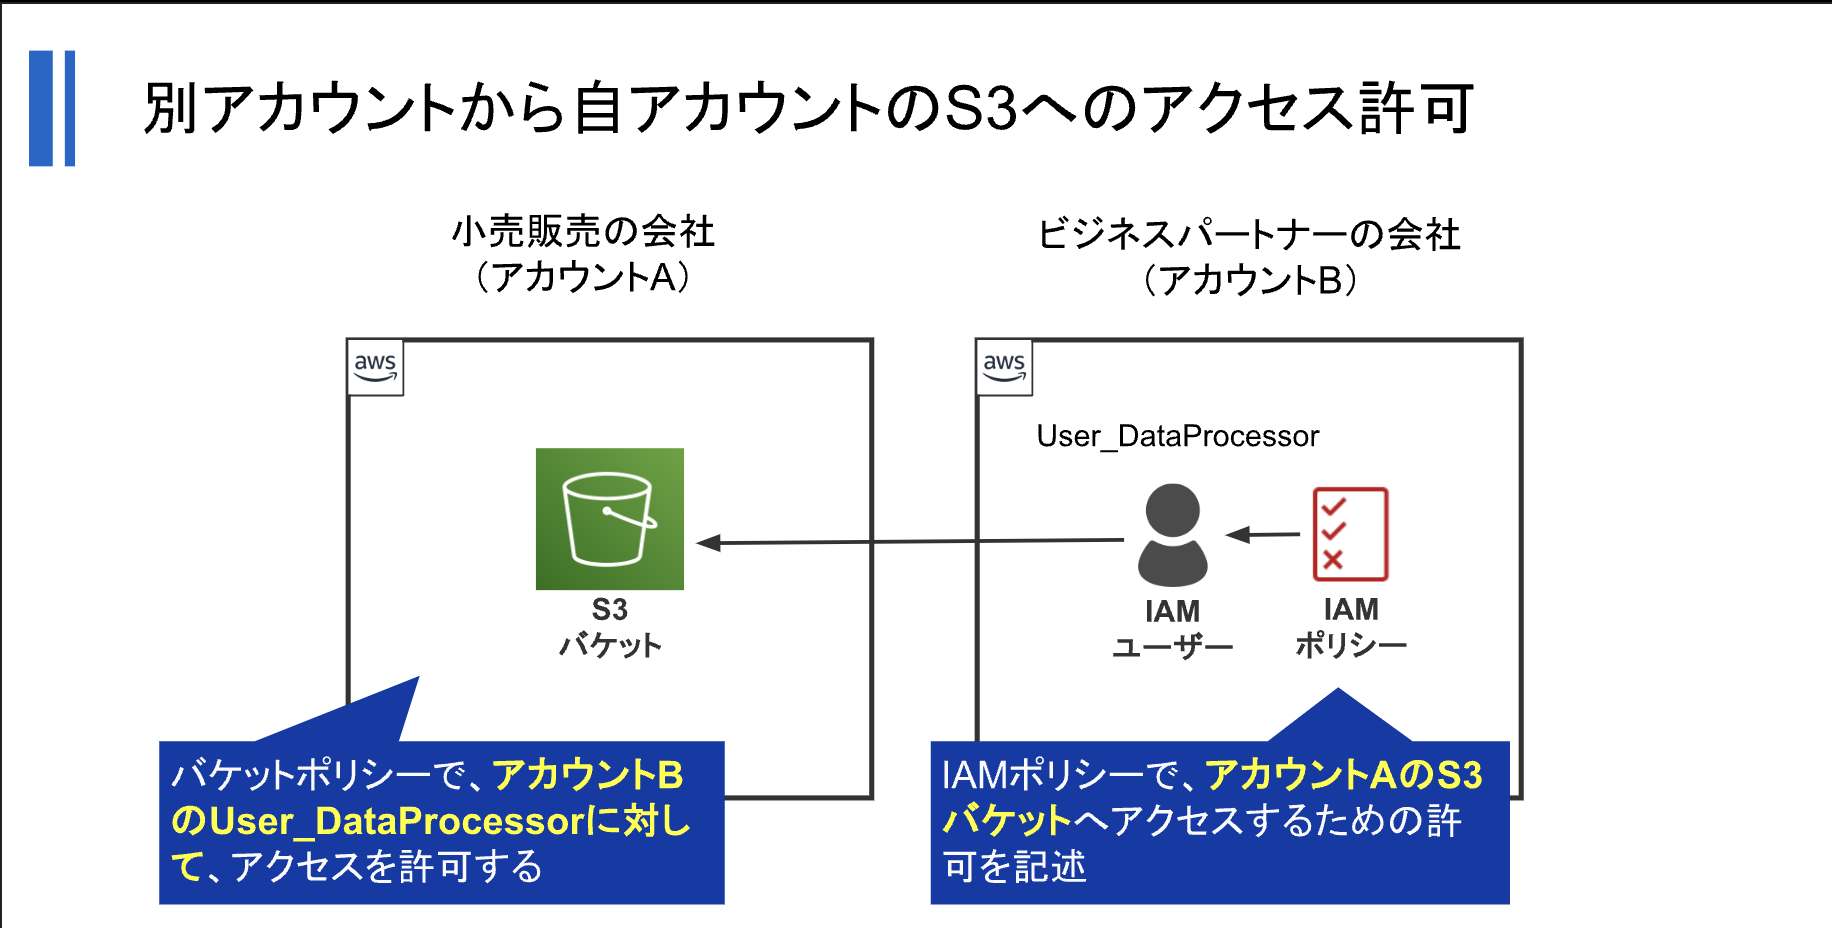 別アカウントから自アカウントのS3へのアクセス許可
小売販売の会社
（アカウントA）
ビジネスパートナーの会社
（アカウントB）
aws
aws
User_DataProcessor
S3
バケット
IAM
ユーザー
IAM
ポリシー
バケットポリシーで、アカウントB
のUser_DataProcessorに対し
て、アクセスを許可する
IAMポリシーで、アカウントAのS3
バケットへアクセスするための許
可を記述